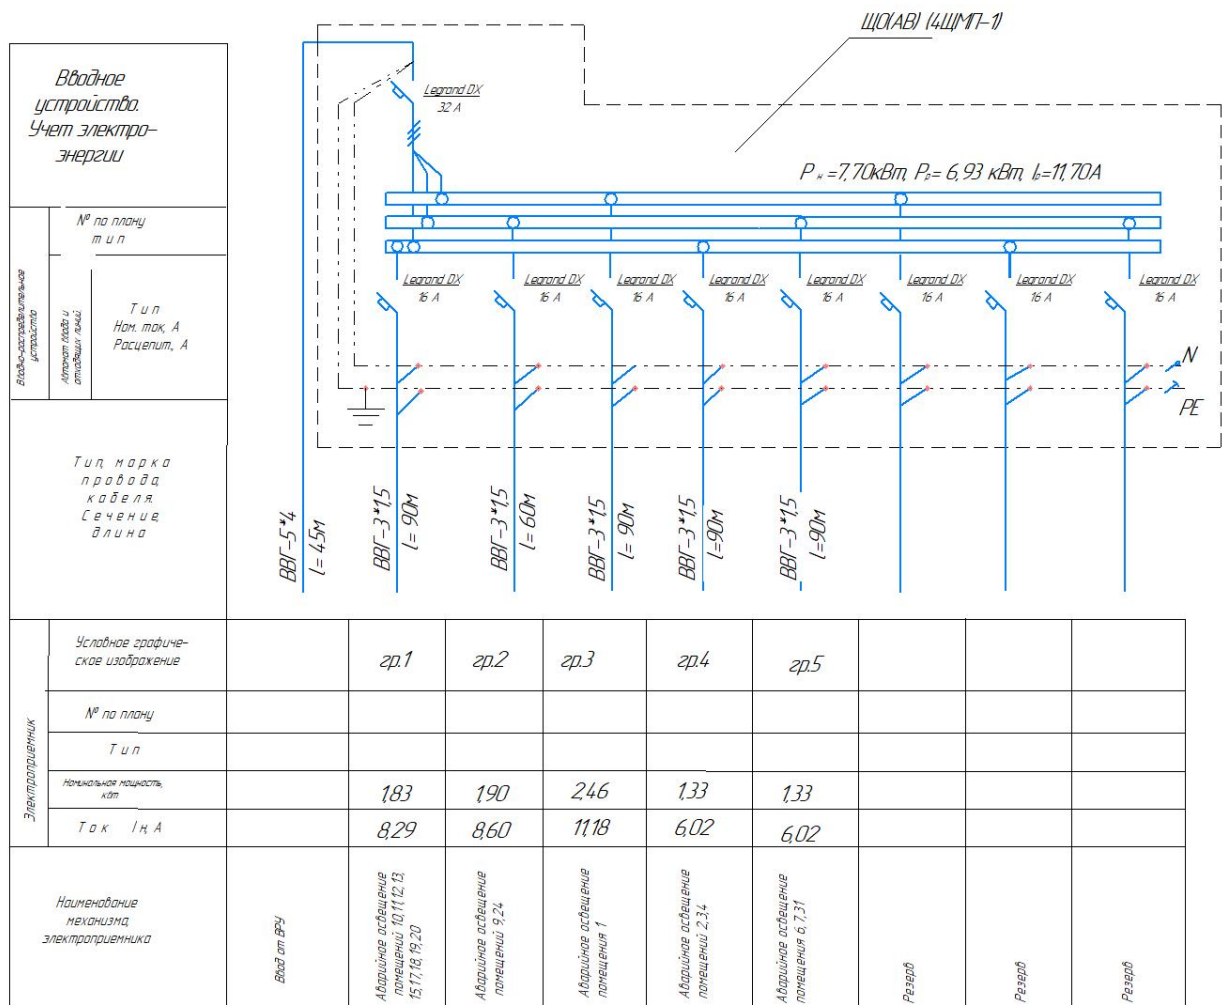 ЩО(АВ) (4ЩМП-1)
Вводное
устройство.
Учет электро-
энергии
Legrand DX
32 А
P н =7,70кВт, Pр= 6,93 кВт, Iр=11,70А
№ по плану
тип
Вводно-распределительное
устройство
Автомат ввода и
отходящих линий
Тип
Ном. ток, А
Расцепит., А
Legrand DX
16 А
Legrand DX
16 А
Legrand DX
16 А
Legrand DX
16 А
Legrand DX
16 А
Legrand DX
16 А
Legrand DX
16 А
Legrand DX
16 А
N
PE
Тип, марка
провода,
кабеля.
Сечение,
длина
ВВГ-5*4
l= 45м
ВВГ-3*1,5
l= 90м
ВВГ-3*1,5
l= 60м
ВВГ-3*1,5
l= 90м
ВВГ-3*1,5
l=90м
ВВГ-3*1,5
l=90м
Электроприемник
Условное графиче-
ское изображение
гр.1
гр.2
гр.3
гр.4
гр.5
№ по плану
Тип
Номинальная мощность,
кВт
1,83
1,90
2,46
1,33
1,33
Ток Iн, А
8,29
8,60
11,18
6,02
6,02
Наименование
механизма,
электроприемника
Ввод от ВРУ
Аварийное освещение
помещений 10,11,12,13,
15,17,18,19,20
Аварийное освещение
помещений 9,24
Аварийное освещение
помещения 1
Аварийное освещение
помещений 2,3,4
Аварийное освещение
помещений 6,7,31
Резерв
Резерв
Резерв